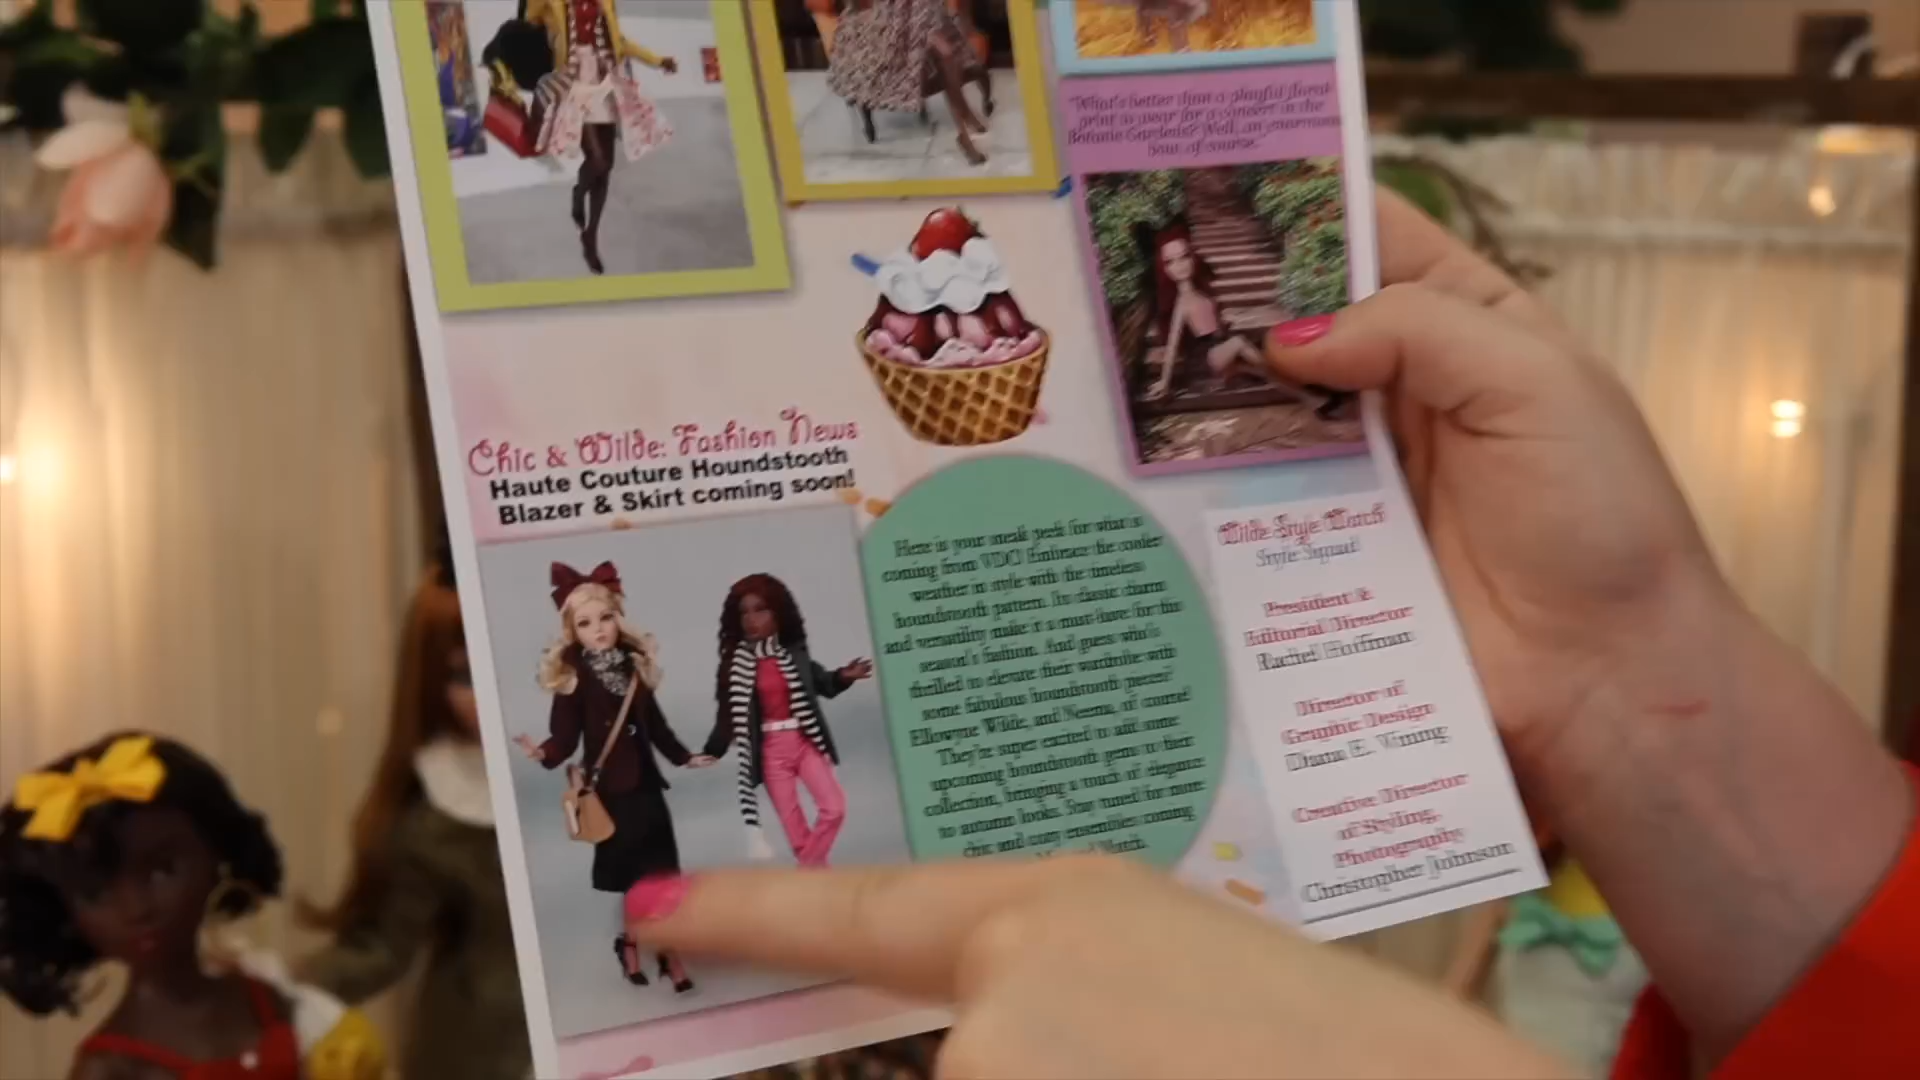 "What's better than a playful floral
print to wear for a concert in the
Botanic Gardens? Well, an enormous
bow, of course."
Chic & Wilde: Fashion News
Haute Couture Houndstooth
Blazer & Skirt coming soon!
Here is your sneak peek for what is
coming from VDC! Embrace the cooler
weather in style with the timeless
houndstooth pattern. Its classic charm
and versatility make it a must-have for this
season's fashion. And guess who's
thrilled to elevate their wardrobe with
some fabulous houndstooth pieces?
Ellowyne Wilde, and Neema, of course!
They're super excited to add some
upcoming houndstooth gems to their
collection, bringing a touch of elegance
to autumn looks. Stay tuned for more
chic and cozy ensembles coming
March.
Wilde Style Watch
Style Squad!
President &
Editorial Director
Rachel Hoffman
Director of
Graphic Design
Diana E. Vining
Creative Director
of Styling,
Photography
Christopher Johnson